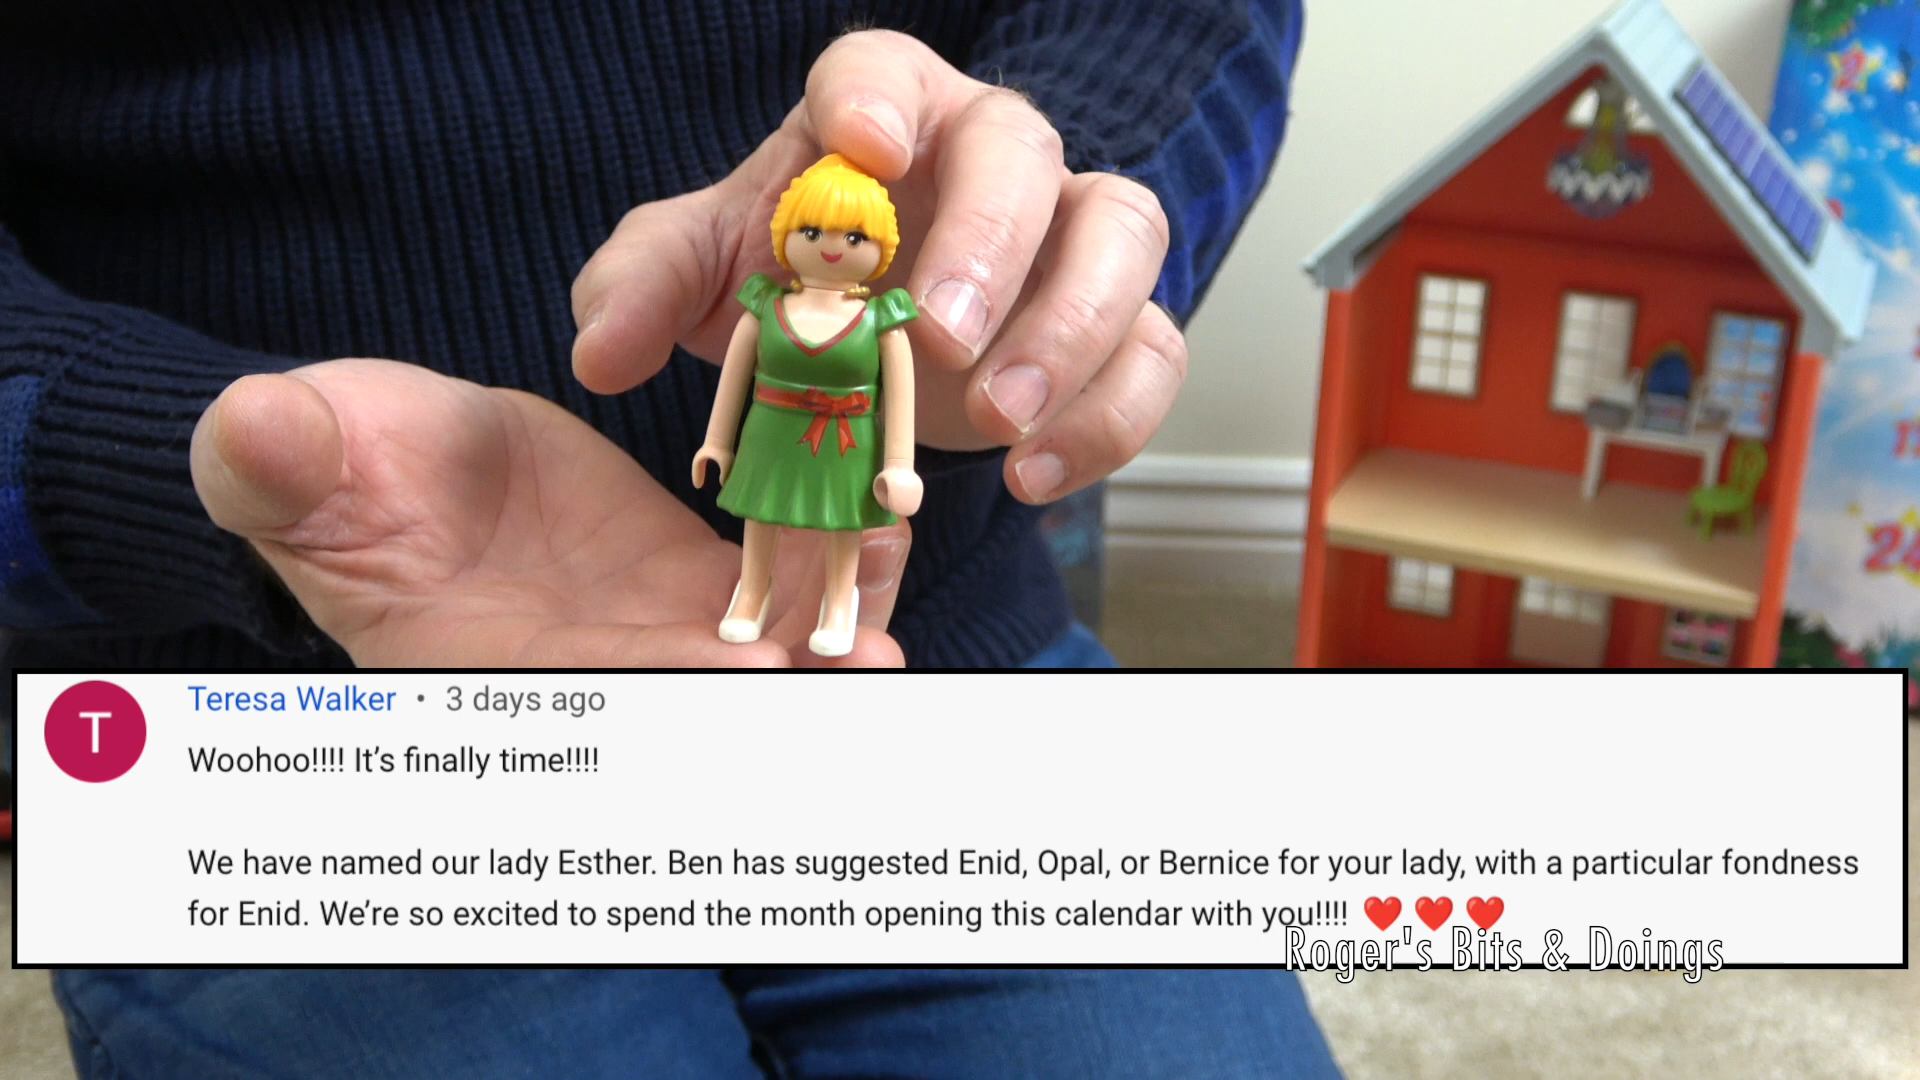 T
Teresa Walker • 3 days ago
Woohoo!!!! It’s finally time!!!!
We have named our lady Esther. Ben has suggested Enid, Opal, or Bernice for your lady, with a particular fondness
for Enid. We’re so excited to spend the month opening this calendar with you!!!! ❤️ ❤️ ❤️
Roger's Bits & Doings